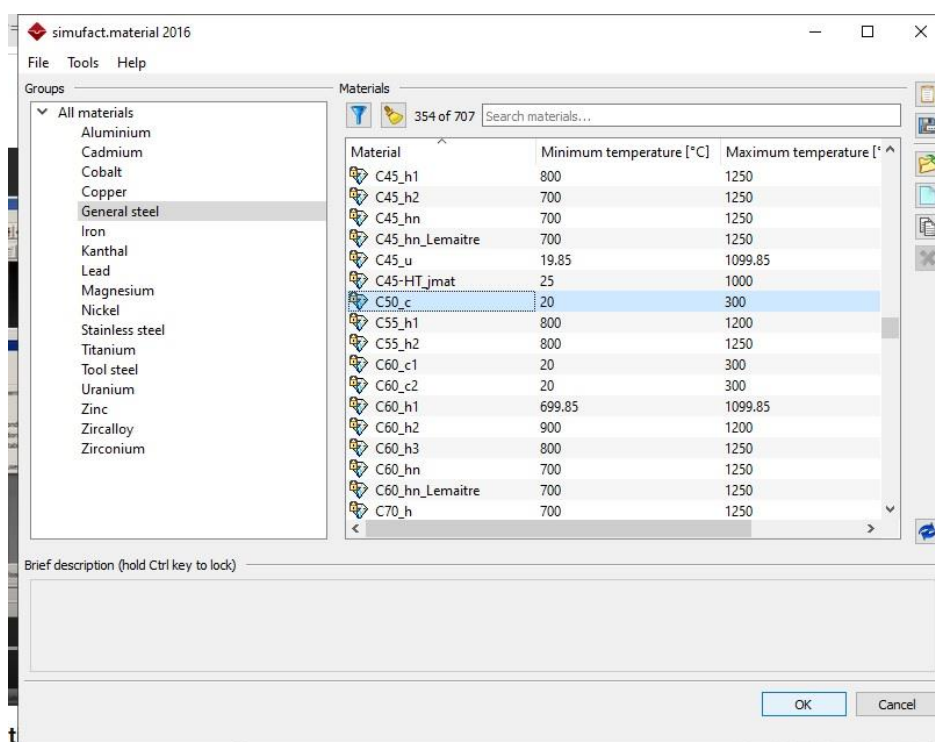 simufact.material 2016
File Tools Help
Groups
All materials
Aluminium
Cadmium
Cobalt
Copper
General steel
Iron
Kanthal
Lead
Magnesium
Nickel
Stainless steel
Titanium
Tool steel
Uranium
Zinc
Zircalloy
Zirconium
Materials
354 of 707 Search materials...
Material Minimum temperature [°C] Maximum temperature [°
C45_h1 800 1250
C45_h2 700 1250
C45_hn 700 1250
C45_hn_Lemaitre 700 1250
C45_u 19.85 1099.85
C45-HT_jmat 25 1000
C50_c 20 300
C55_h1 800 1200
C55_h2 800 1250
C60_c1 20 300
C60_c2 20 300
C60_h1 699.85 1099.85
C60_h2 900 1200
C60_h3 800 1250
C60_hn 700 1250
C60_hn_Lemaitre 700 1250
C70_h 700 1250
Brief description (hold Ctrl key to lock)
OK Cancel
t